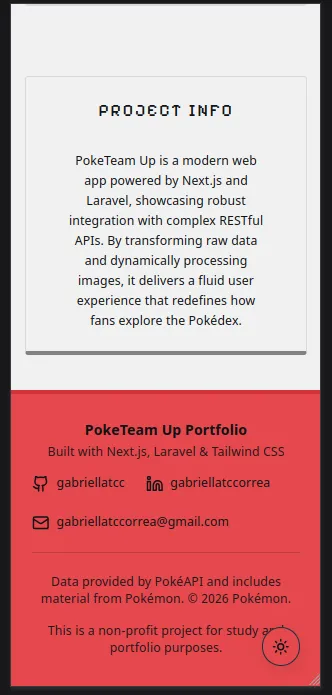 PROJECT INFO
PokeTeam Up is a modern web
app powered by Next.js and
Laravel, showcasing robust
integration with complex RESTful
APIs. By transforming raw data
and dynamically processing
images, it delivers a fluid user
experience that redefines how
fans explore the Pokédex.
PokeTeam Up Portfolio
Built with Next.js, Laravel & Tailwind CSS
gabriellatcc gabriellatccorrea
gabriellatccorrea@gmail.com
Data provided by PokéAPI and includes
material from Pokémon. © 2026 Pokémon.
This is a non-profit project for study and
portfolio purposes.